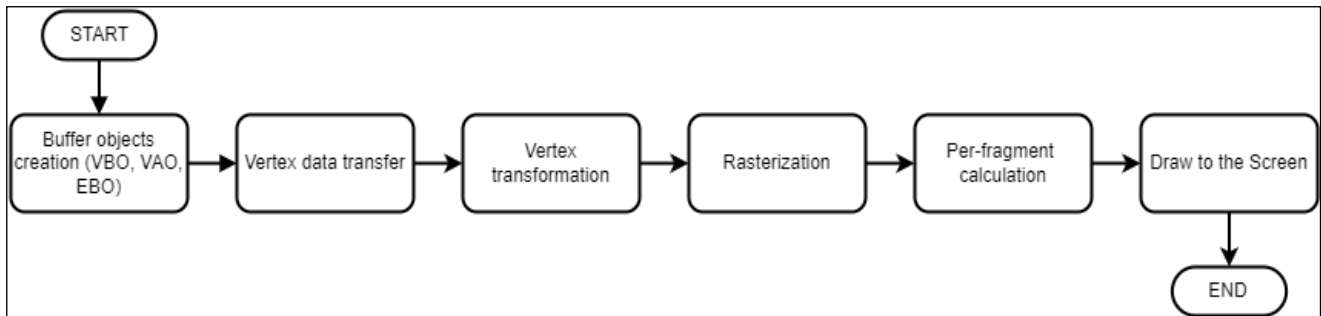 START
Buffer objects
creation (VBO, VAO,
EBO)
Vertex data transfer
Vertex
transformation
Rasterization
Per-fragment
calculation
Draw to the Screen
END